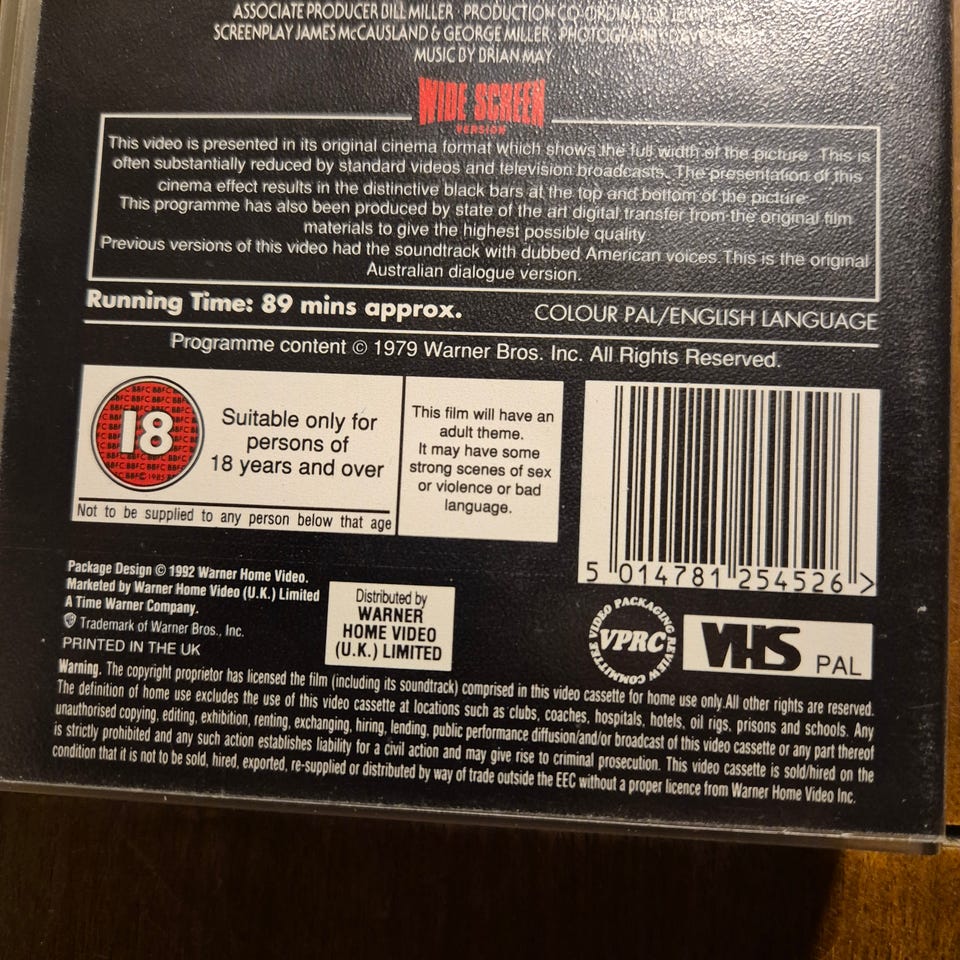 ASSOCIATE PRODUCER BILL MILLER · PRODUCTION CO-ORDINATOR
SCREENPLAY JAMES McCAUSLAND & GEORGE MILLER · PHOTOGRAPHY
MUSIC BY BRIAN MAY
WIDE SCREEN
VERSION
This video is presented in its original cinema format which shows the full width of the picture. This is
often substantially reduced by standard videos and television broadcasts. The presentation of this
cinema effect results in the distinctive black bars at the top and bottom of the picture.
This programme has also been produced by state of the art digital transfer from the original film
materials to give the highest possible quality
Previous versions of this video had the soundtrack with dubbed American voices.This is the original
Australian dialogue version.
Running Time: 89 mins approx.
COLOUR PAL/ENGLISH LANGUAGE
Programme content © 1979 Warner Bros. Inc. All Rights Reserved.
18
Suitable only for
persons of
18 years and over
Not to be supplied to any person below that age
This film will have an
adult theme.
It may have some
strong scenes of sex
or violence or bad
language.
5 014781 254526 >
Package Design © 1992 Warner Home Video.
Marketed by Warner Home Video (U.K.) Limited
A Time Warner Company.
Trademark of Warner Bros., Inc.
PRINTED IN THE UK
Distributed by
WARNER
HOME VIDEO
(U.K.) LIMITED
VIDEO PACKAGING REVIEW COMMITTEE
VPRC
VHS PAL
Warning. The copyright proprietor has licensed the film (including its soundtrack) comprised in this video cassette for home use only.All other rights are reserved.
The definition of home use excludes the use of this video cassette at locations such as clubs, coaches, hospitals, hotels, oil rigs, prisons and schools. Any
unauthorised copying, editing, exhibition, renting, exchanging, hiring, lending, public performance diffusion/and/or broadcast of this video cassette or any part thereof
is strictly prohibited and any such action establishes liability for a civil action and may give rise to criminal prosecution. This video cassette is sold/hired on the
condition that it is not to be sold, hired, exported, re-supplied or distributed by way of trade outside the EEC without a proper licence from Warner Home Video Inc.